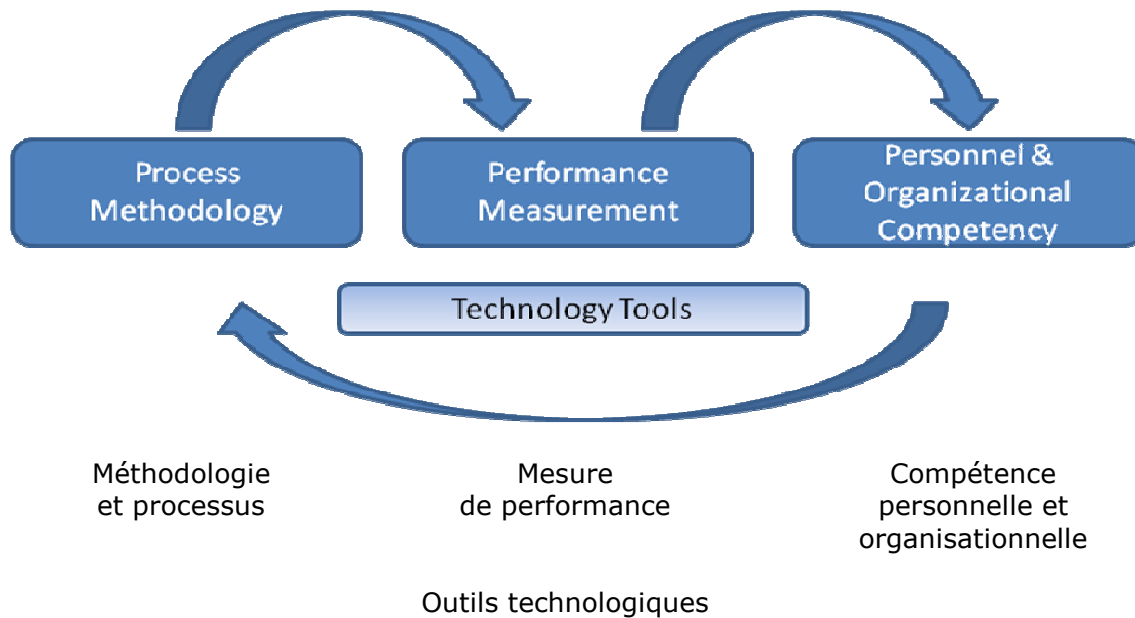 Process
Methodology
Performance
Measurement
Personnel &
Organizational
Competency
Technology Tools
Méthodologie
et processus
Mesure
de performance
Compétence
personnelle et
organisationnelle
Outils technologiques